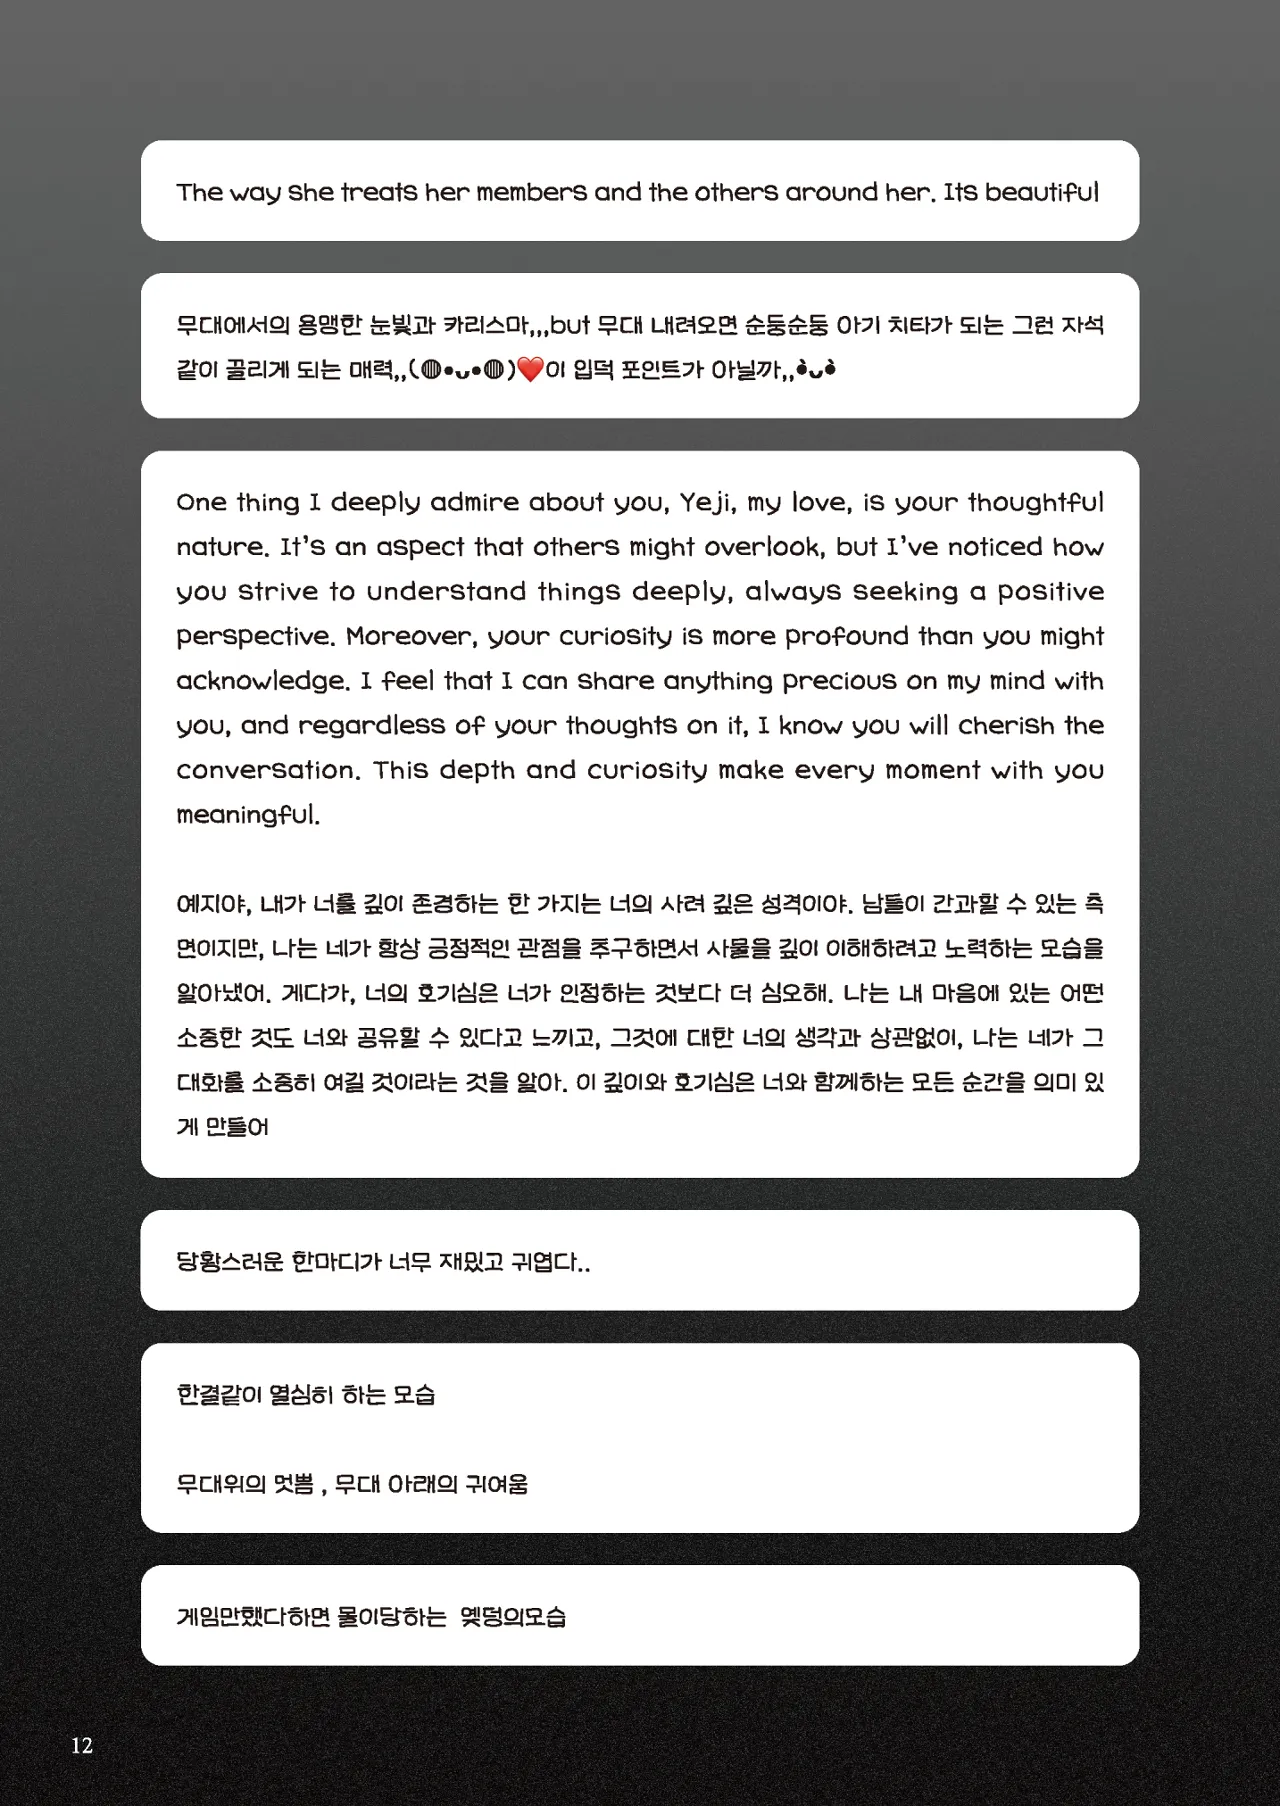 The way she treats her members and the others around her. Its beautiful
무대에서의 용맹한 눈빛과 카리스마,,,but 무대 내려오면 순둥순둥 아기 치타가 되는 그런 자석
같이 끌리게 되는 매력,,(◍•ᴗ•◍)❤️이 입덕 포인트가 아닐까,,•̀ᴗ•̀
One thing I deeply admire about you, Yeji, my love, is your thoughtful
nature. It's an aspect that others might overlook, but I've noticed how
you strive to understand things deeply, always seeking a positive
perspective. Moreover, your curiosity is more profound than you might
acknowledge. I feel that I can share anything precious on my mind with
you, and regardless of your thoughts on it, I know you will cherish the
conversation. This depth and curiosity make every moment with you
meaningful.
예지야, 내가 너를 깊이 존경하는 한 가지는 너의 사려 깊은 성격이야. 남들이 간과할 수 있는 측
면이지만, 나는 네가 항상 긍정적인 관점을 추구하면서 사물을 깊이 이해하려고 노력하는 모습을
알아냈어. 게다가, 너의 호기심은 너가 인정하는 것보다 더 심오해. 나는 내 마음에 있는 어떤
소중한 것도 너와 공유할 수 있다고 느끼고, 그것에 대한 너의 생각과 상관없이, 나는 네가 그
대화를 소중히 여길 것이라는 것을 알아. 이 깊이와 호기심은 너와 함께하는 모든 순간을 의미 있
게 만들어
당황스러운 한마디가 너무 재밌고 귀엽다..
한결같이 열심히 하는 모습
무대위의 멋쁨 , 무대 아래의 귀여움
게임만했다하면 몰이당하는 옟덩의모습
12